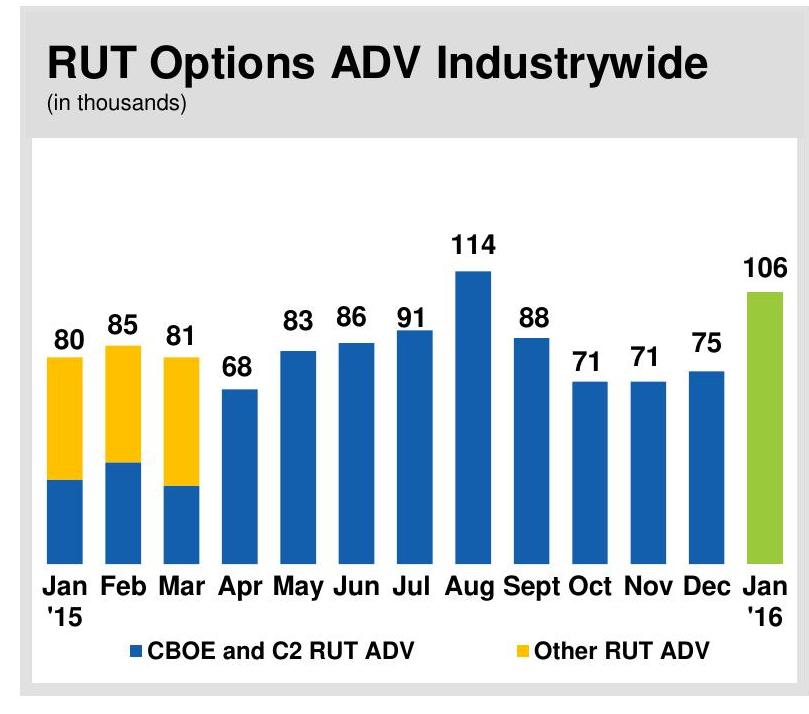 RUT Options ADV Industrywide
(in thousands)
114
106
80 85 81 68 83 86 91 88 71 71 75
Jan Feb Mar Apr May Jun Jul Aug Sept Oct Nov Dec Jan
'15 '16
CBOE and C2 RUT ADV Other RUT ADV